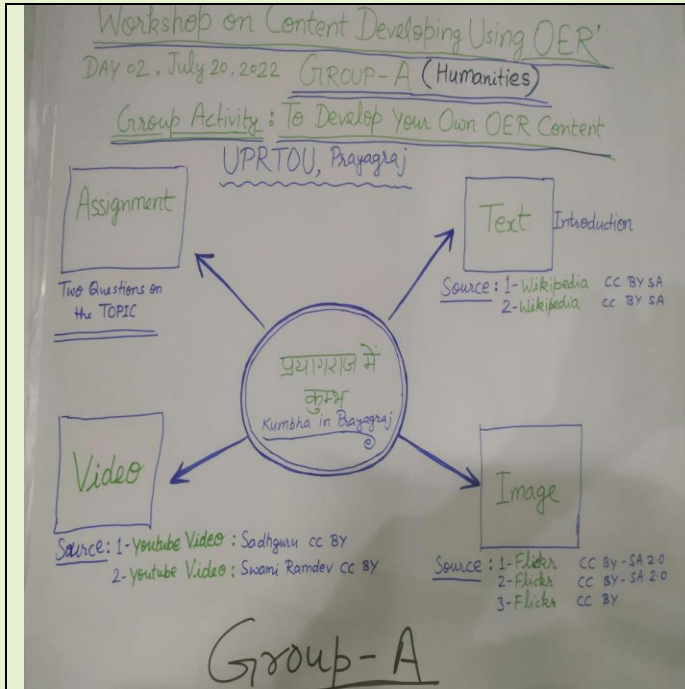 Workshop on Content Developing Using OER'
DAY 02, July 20, 2022 GROUP-A (Humanities)
Group Activity: To Develop Your Own OER Content
UPRTOU, Prayagraj
Assignment
Two Questions on
the TOPIC
Text Introduction
Source: 1-Wikipedia CC BY SA
2-Wikipedia CC BY SA
प्रयागराज में
कुम्भ
Kumbha in Prayagraj
Video
Source: 1-Youtube Video: Sadhguru CC BY
2-Youtube Video: Swami Ramdev CC BY
Image
Source: 1-Flickr CC BY-SA 2.0
2-Flickr CC BY-SA 2.0
3-Flickr CC BY
Group-A